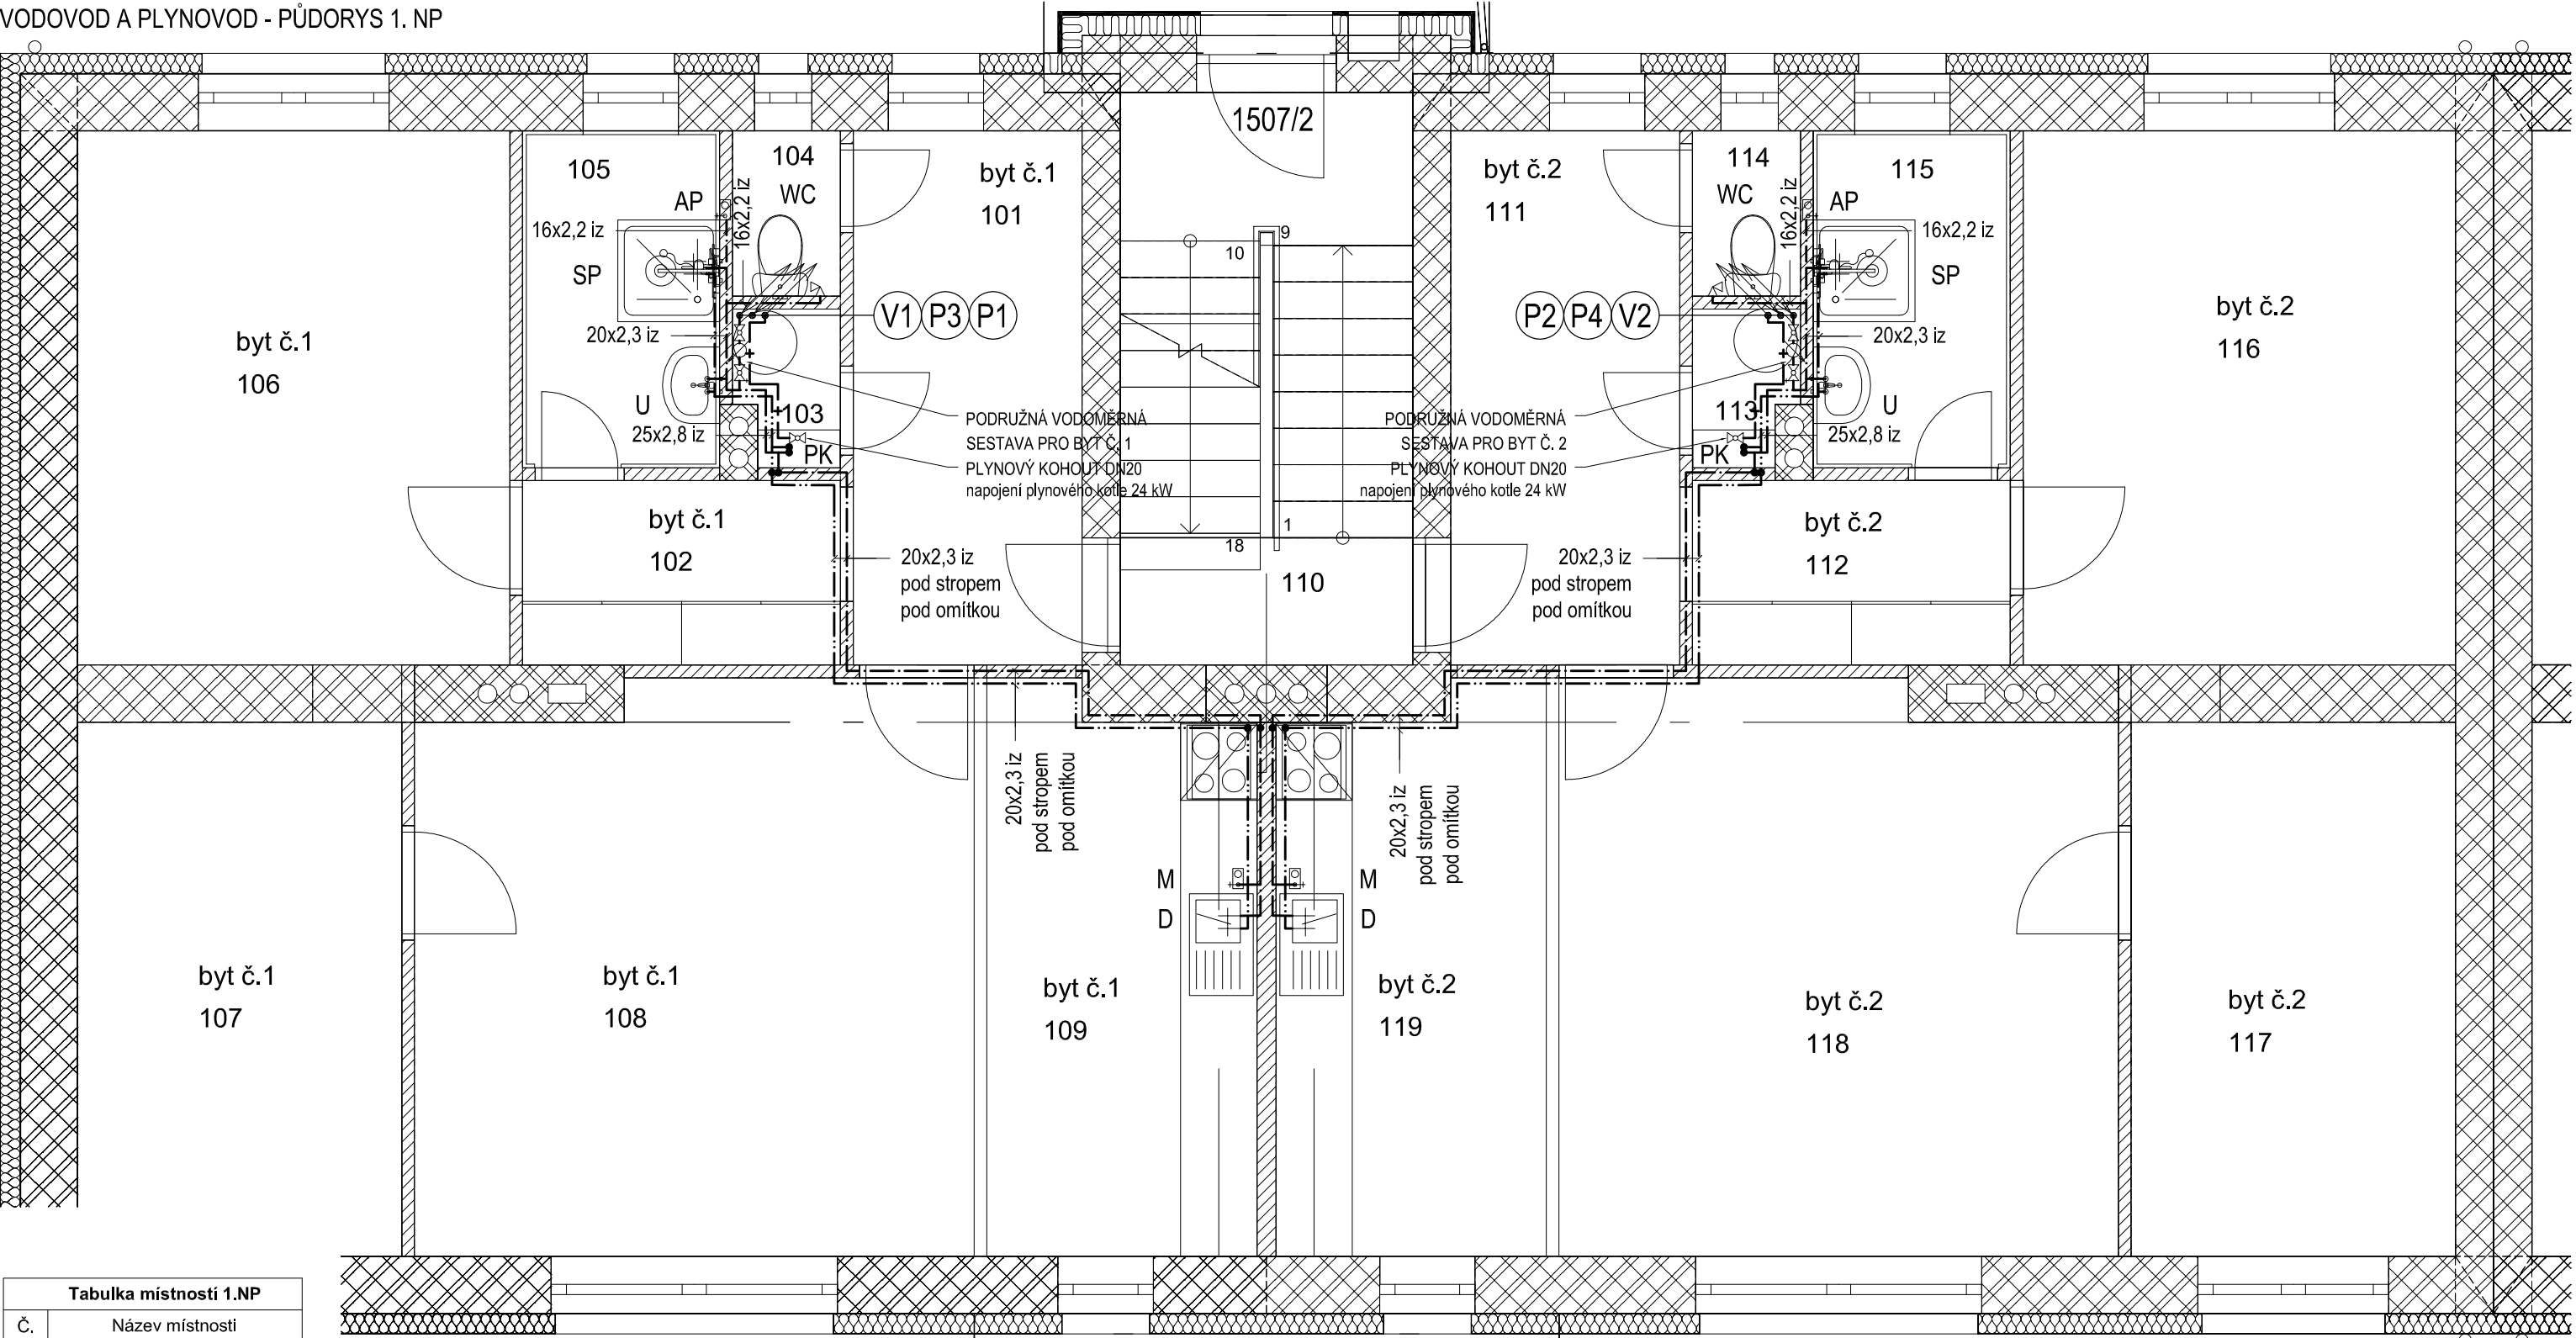 VODOVOD A PLYNOVOD - PŮDORYS 1. NP
1507/2
105
AP
16x2,2 iz
SP
20x2,3 iz
U
25x2,8 iz
104
WC
16x2,2 iz
byt č.1
101
V1 P3 P1
103
PK
PODRUŽNÁ VODOMĚRNÁ
SESTAVA PRO BYT Č. 1
PLYNOVÝ KOHOUT DN20
napojení plynového kotle 24 kW
byt č.1
106
byt č.1
102
20x2,3 iz
pod stropem
pod omítkou
9
10
1
18
110
byt č.2
111
P2 P4 V2
114
WC
16x2,2 iz
115
AP
16x2,2 iz
SP
20x2,3 iz
U
25x2,8 iz
113
PK
PODRUŽNÁ VODOMĚRNÁ
SESTAVA PRO BYT Č. 2
PLYNOVÝ KOHOUT DN20
napojení plynového kotle 24 kW
20x2,3 iz
pod stropem
pod omítkou
byt č.2
112
byt č.2
116
20x2,3 iz
pod stropem
pod omítkou
20x2,3 iz
pod stropem
pod omítkou
M
D
M
D
byt č.1
107
byt č.1
108
byt č.1
109
byt č.2
119
byt č.2
118
byt č.2
117
Tabulka místností 1.NP
Č. Název místnosti